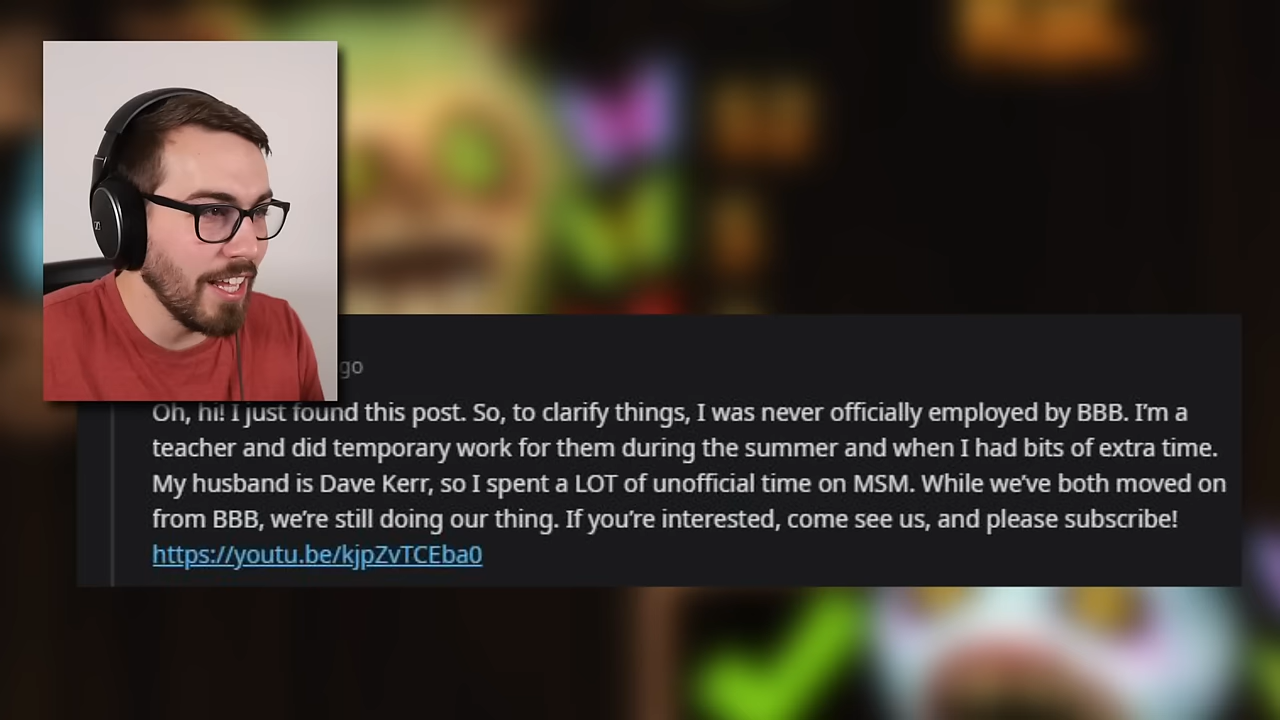 go
Oh, hi! I just found this post. So, to clarify things, I was never officially employed by BBB. I’m a
teacher and did temporary work for them during the summer and when I had bits of extra time.
My husband is Dave Kerr, so I spent a LOT of unofficial time on MSM. While we’ve both moved on
from BBB, we’re still doing our thing. If you’re interested, come see us, and please subscribe!
https://youtu.be/kjpZvTCEba0